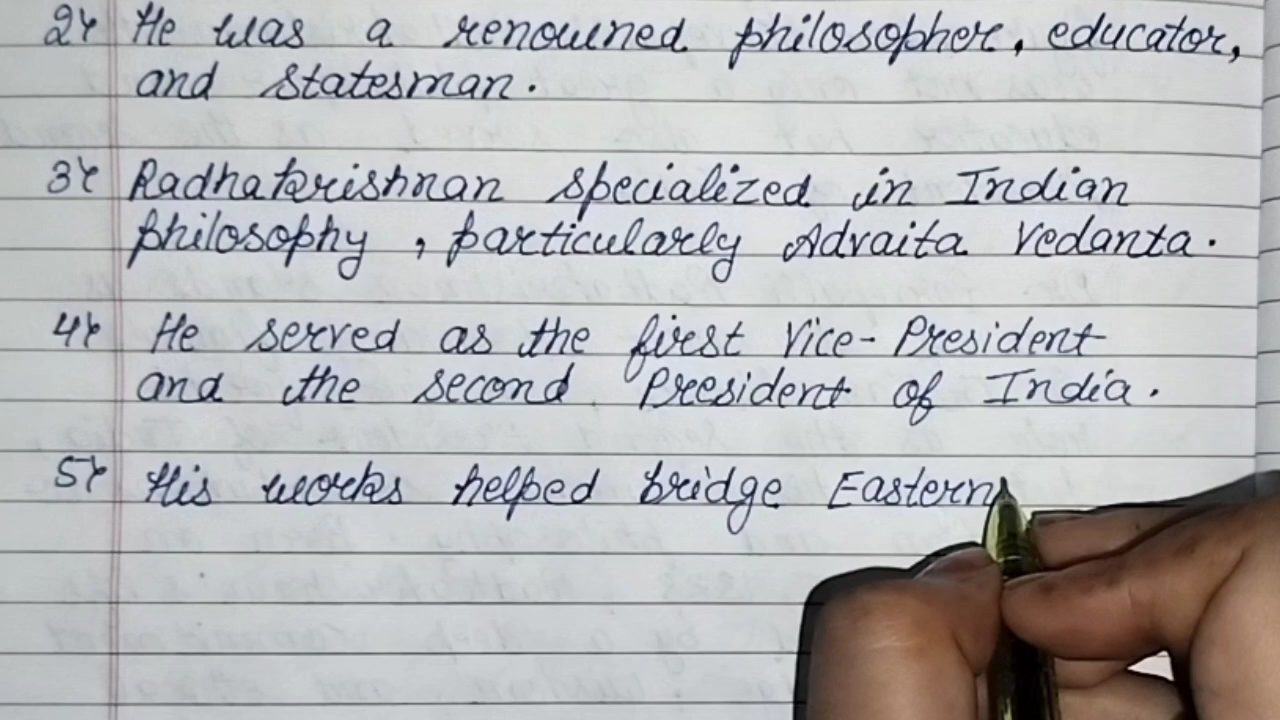 2) He was a renowned philosopher, educator,
and statesman.
3) Radhakrishnan specialized in Indian
philosophy, particularly Advaita Vedanta.
4) He served as the first Vice-President
and the second President of India.
5) His works helped bridge Eastern